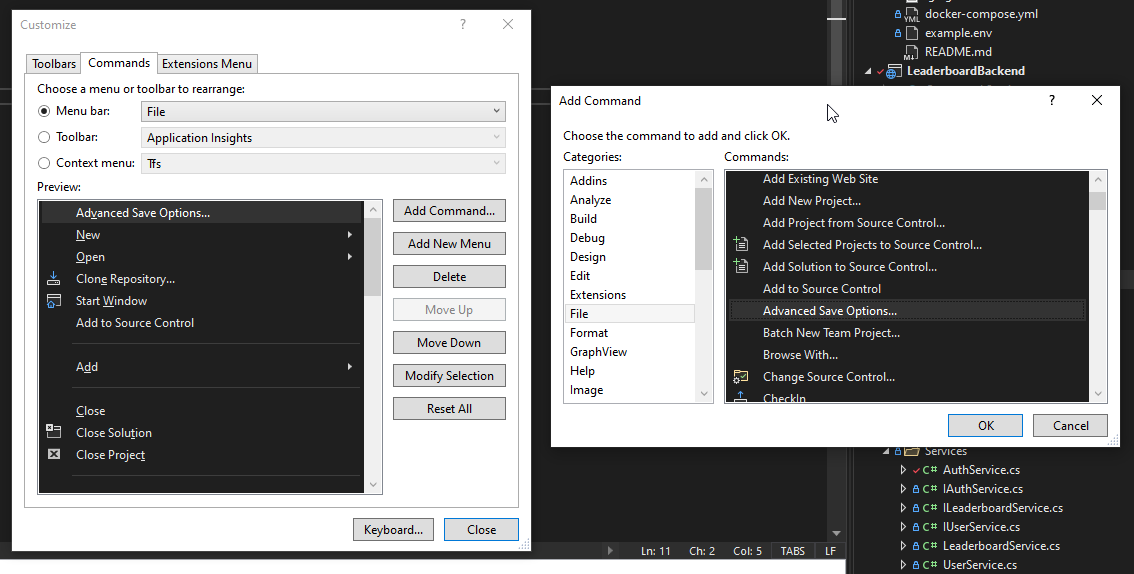 Customize
?
Toolbars
Commands
Extensions Menu
Choose a menu or toolbar to rearrange:
Menu bar:
File
Toolbar:
Application Insights
Context menu:
Tfs
Preview:
Advanced Save Options...
New
Open
Clone Repository...
Start Window
Add to Source Control
Add
Close
Close Solution
Close Project
Add Command...
Add New Menu
Delete
Move Up
Move Down
Modify Selection
Reset All
Keyboard...
Close
Add Command
?
Choose the command to add and click OK.
Categories:
Addins
Analyze
Build
Debug
Design
Edit
Extensions
File
Format
GraphView
Help
Image
Commands:
Add Existing Web Site
Add New Project...
Add Project from Source Control...
Add Selected Projects to Source Control...
Add Solution to Source Control...
Add to Source Control
Advanced Save Options...
Batch New Team Project...
Browse With...
Change Source Control...
CheckIn
OK
Cancel
YML docker-compose.yml
example.env
README.md
LeaderboardBackend
Services
C# AuthService.cs
C# IAuthService.cs
C# ILeaderboardService.cs
C# IUserService.cs
C# LeaderboardService.cs
C# UserService.cs
Ln: 11 Ch: 2 Col: 5 TABS LF